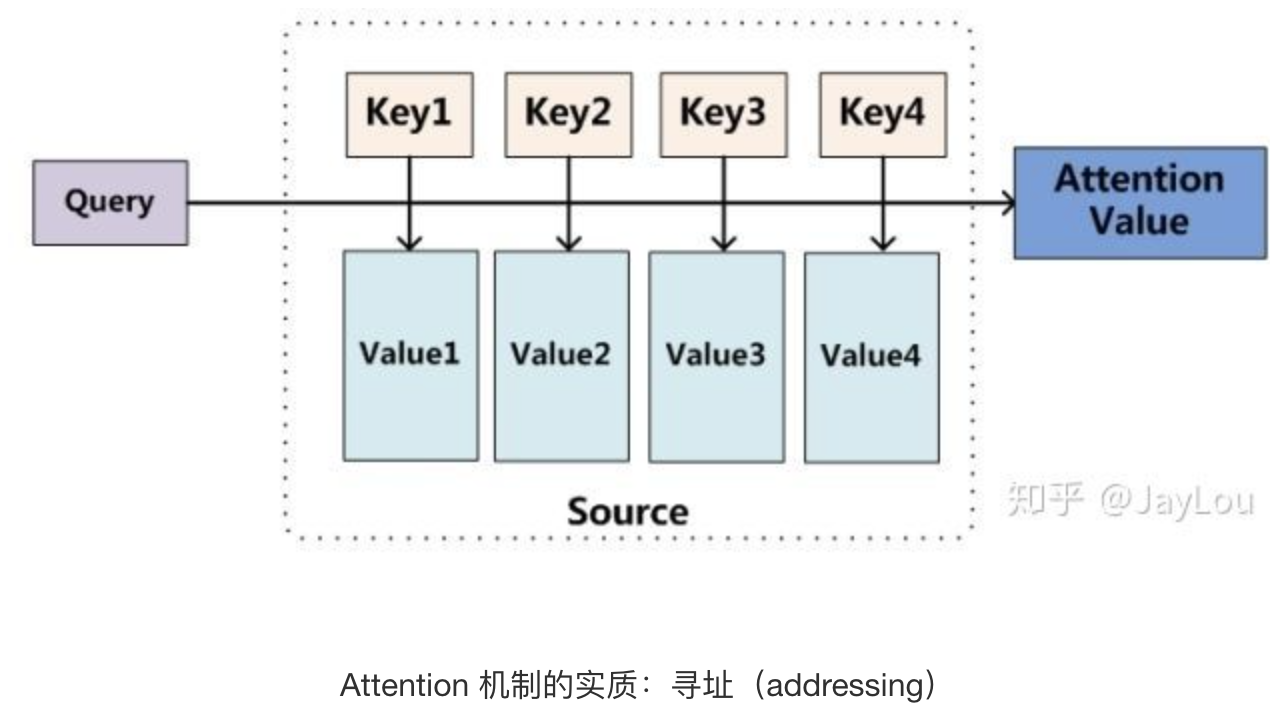 Key1 Key2 Key3 Key4
Query
Attention
Value
Value1 Value2 Value3 Value4
Source
知乎 @JayLou
Attention 机制的实质：寻址（addressing）